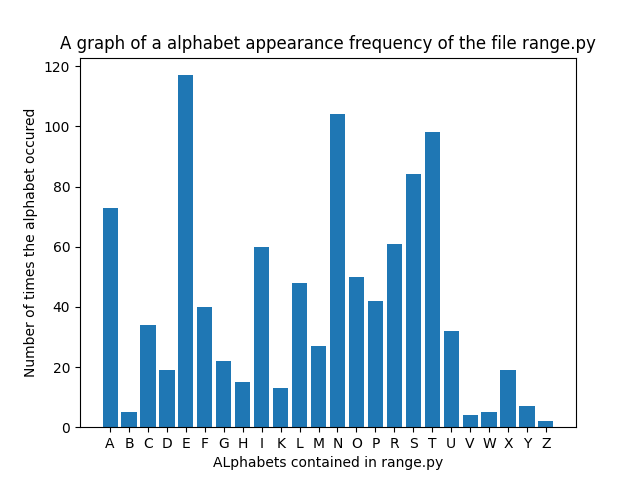 A graph of a alphabet appearance frequency of the file range.py
120
100
80
60
40
20
0
Number of times the alphabet occured
A B C D E F G H I K L M N O P R S T U V W X Y Z
ALphabets contained in range.py